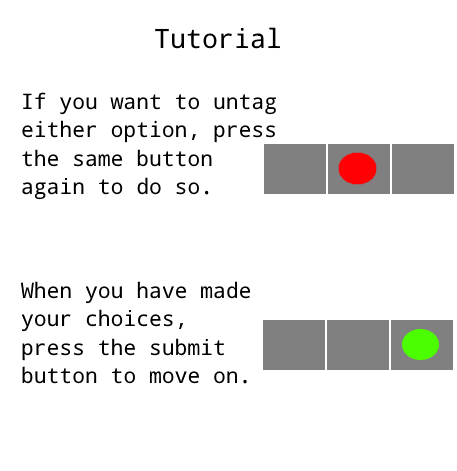 Tutorial
If you want to untag
either option, press
the same button
again to do so.
When you have made
your choices,
press the submit
button to move on.